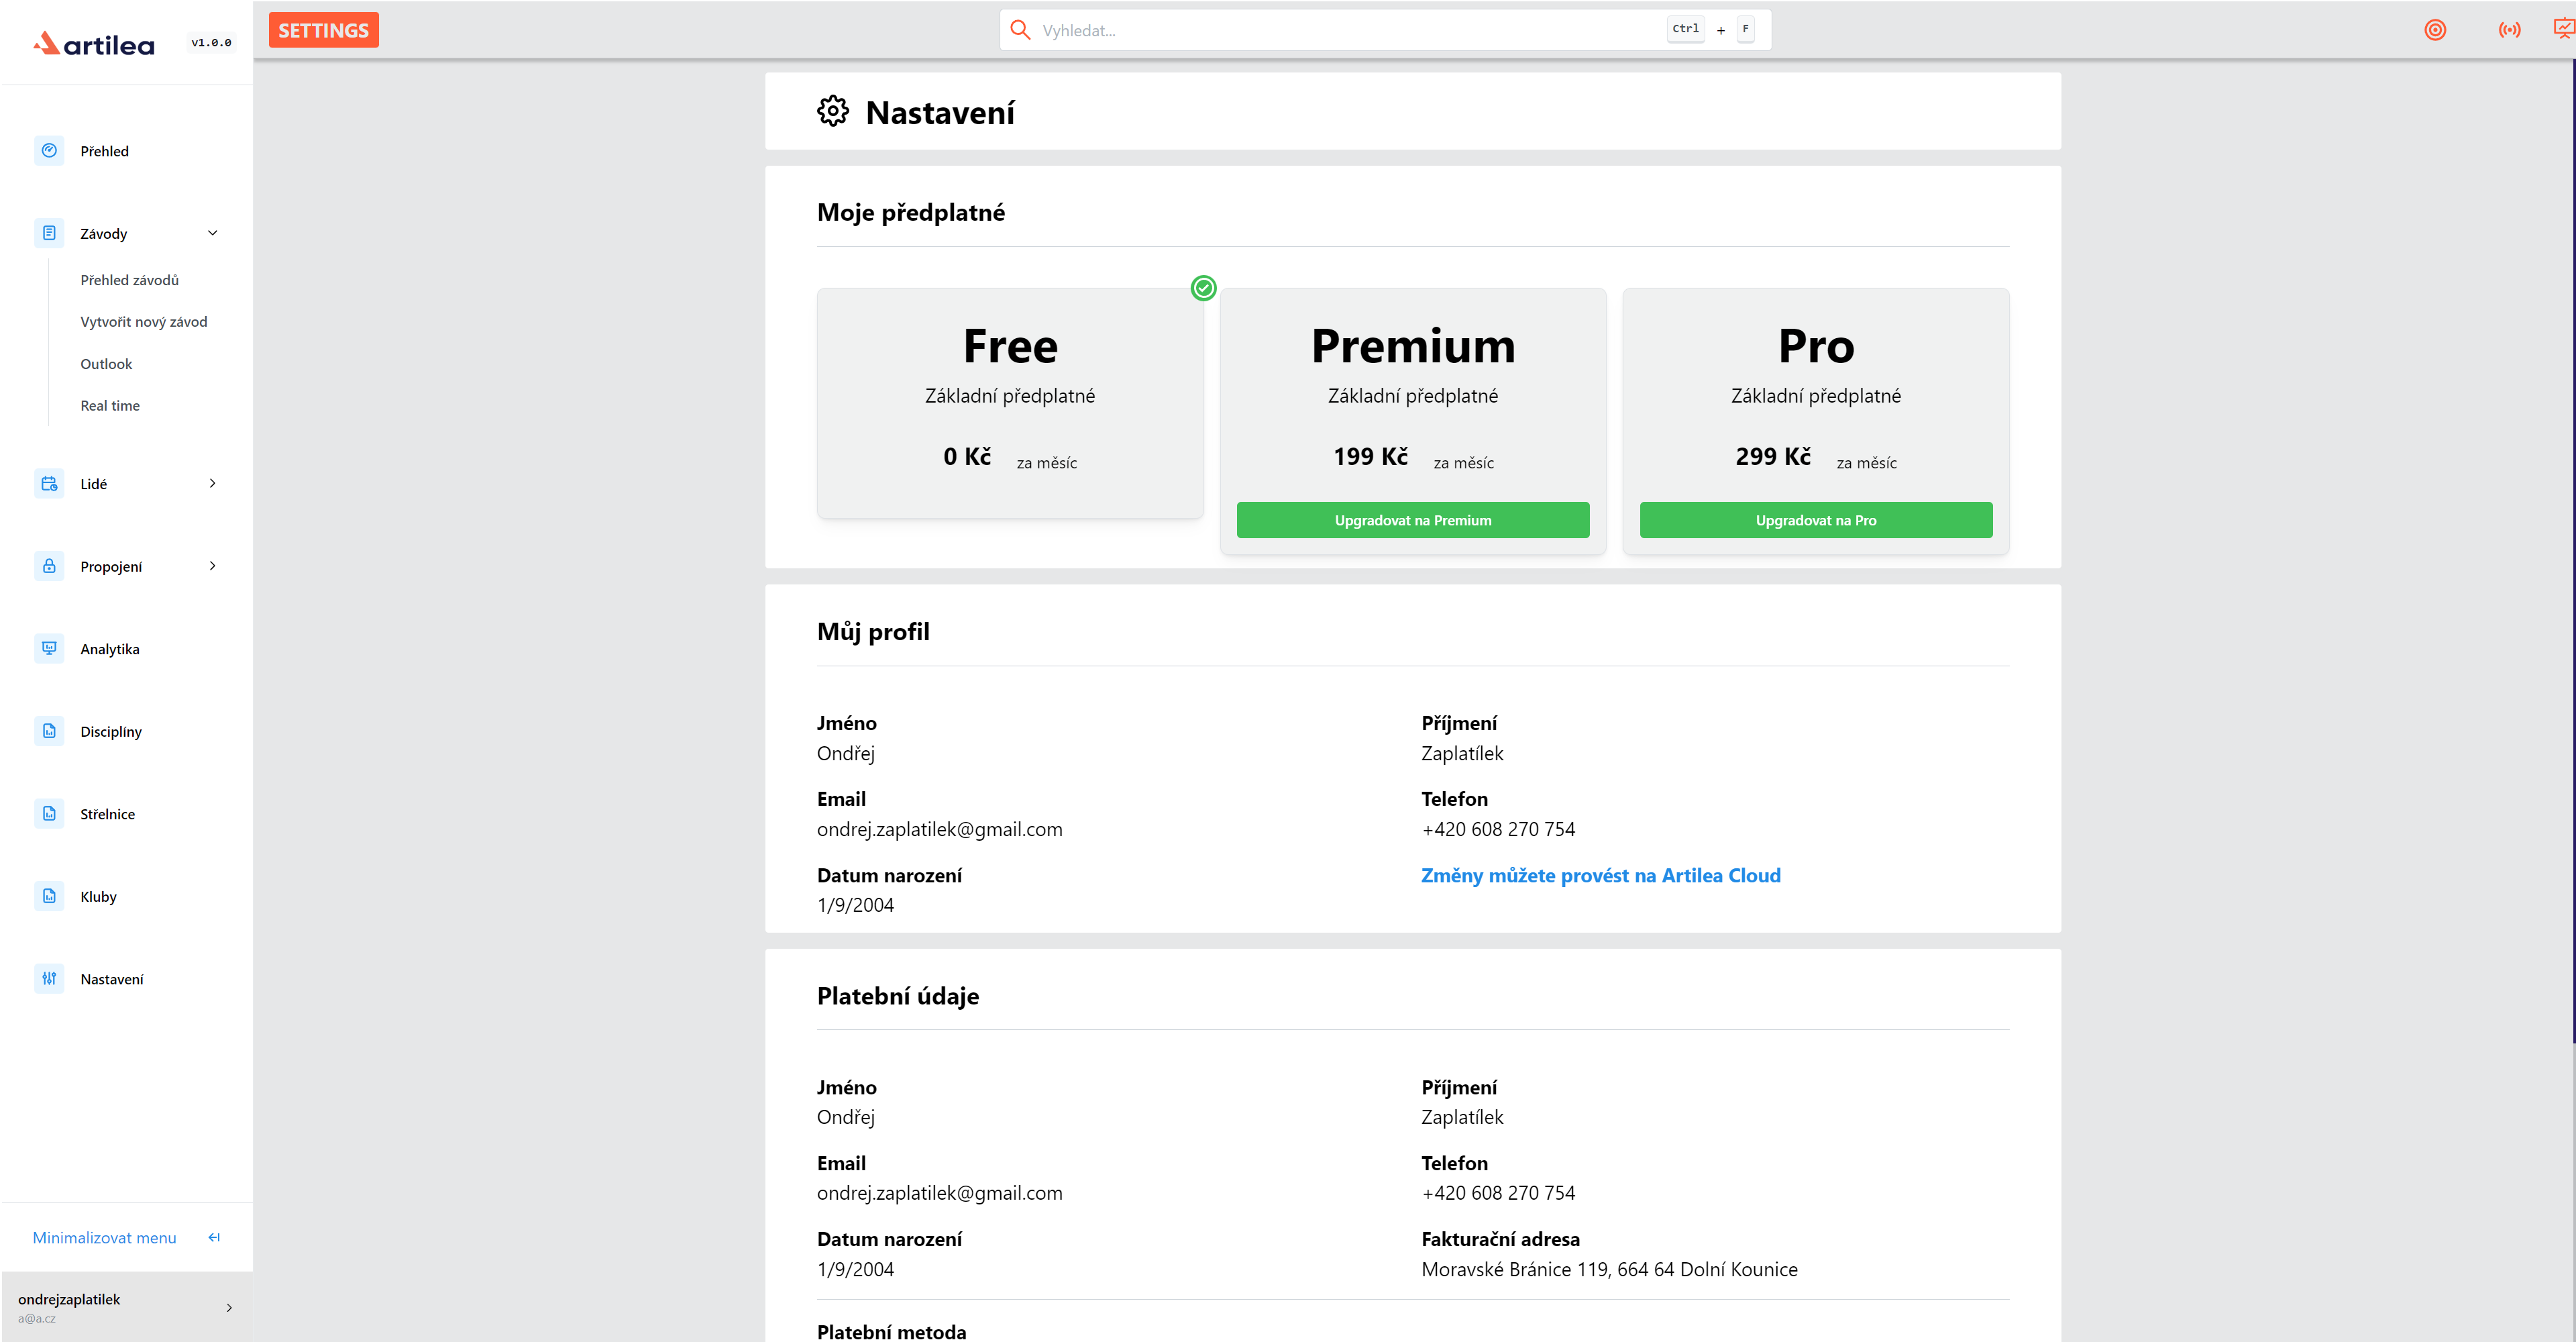 artilea
v1.0.0
SETTINGS
Vyhledat...
Ctrl + F
Přehled
Závody
Přehled závodů
Vytvořit nový závod
Outlook
Real time
Lidé
Propojení
Analytika
Disciplíny
Střelnice
Kluby
Nastavení
Minimalizovat menu
ondrejzaplatilek
a@a.cz
Nastavení
Moje předplatné
Free
Základní předplatné
0 Kč za měsíc
Premium
Základní předplatné
199 Kč za měsíc
Upgradovat na Premium
Pro
Základní předplatné
299 Kč za měsíc
Upgradovat na Pro
Můj profil
Jméno
Ondřej
Příjmení
Zaplatílek
Email
ondrej.zaplatilek@gmail.com
Telefon
+420 608 270 754
Datum narození
1/9/2004
Změny můžete provést na Artilea Cloud
Platební údaje
Jméno
Ondřej
Příjmení
Zaplatílek
Email
ondrej.zaplatilek@gmail.com
Telefon
+420 608 270 754
Datum narození
1/9/2004
Fakturační adresa
Moravské Bránice 119, 664 64 Dolní Kounice
Platební metoda